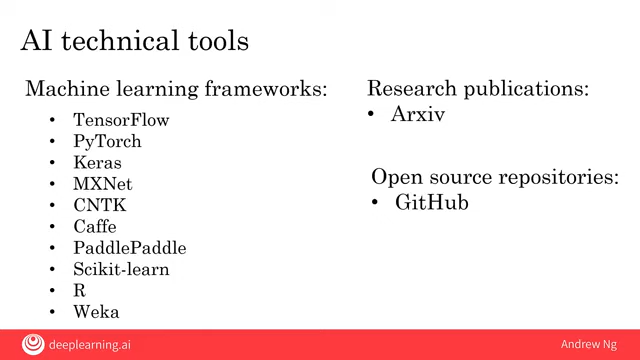 AI technical tools
Machine learning frameworks:
• TensorFlow
• PyTorch
• Keras
• MXNet
• CNTK
• Caffe
• PaddlePaddle
• Scikit-learn
• R
• Weka
Research publications:
• Arxiv
Open source repositories:
• GitHub
deeplearning.ai
Andrew Ng